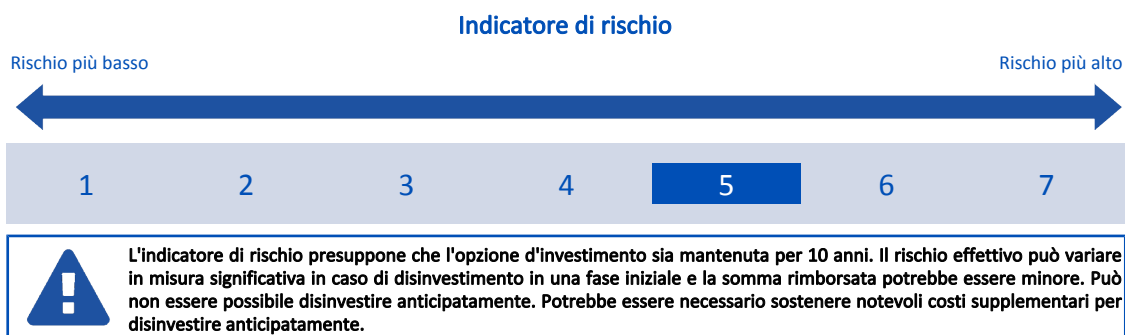 Indicatore di rischio
Rischio più basso
Rischio più alto
1 2 3 4 5 6 7
L'indicatore di rischio presuppone che l'opzione d'investimento sia mantenuta per 10 anni. Il rischio effettivo può variare
in misura significativa in caso di disinvestimento in una fase iniziale e la somma rimborsata potrebbe essere minore. Può
non essere possibile disinvestire anticipatamente. Potrebbe essere necessario sostenere notevoli costi supplementari per
disinvestire anticipatamente.